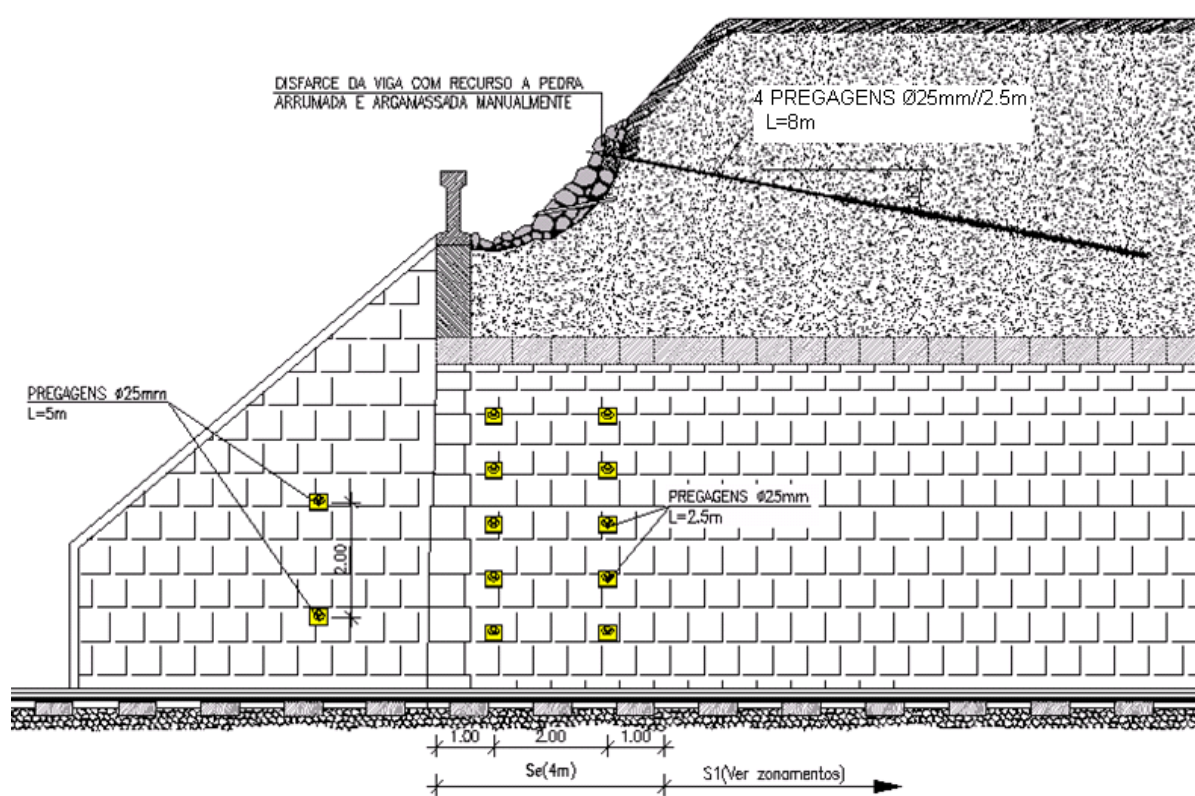 DISFARCE DA VIGA COM RECURSO A PEDRA
ARRUMADA E ARGAMASSADA MANUALMENTE
4 PREGAGENS Ø25mm//2.5m
L=8m
PREGAGENS Ø25mm
L=5m
PREGAGENS Ø25mm
L=2.5m
2.00
1.00
2.00
1.00
Se(4m)
S1(Ver zonamentos)